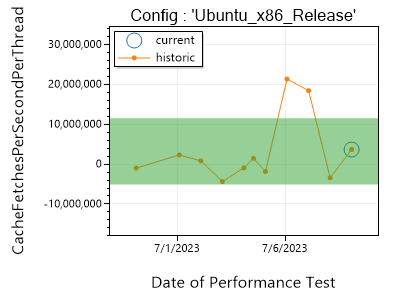 Config : 'Ubuntu_x86_Release'
current
historic
CacheFetchesPerSecondPerThread
30,000,000
20,000,000
10,000,000
0
-10,000,000
7/1/2023
7/6/2023
Date of Performance Test